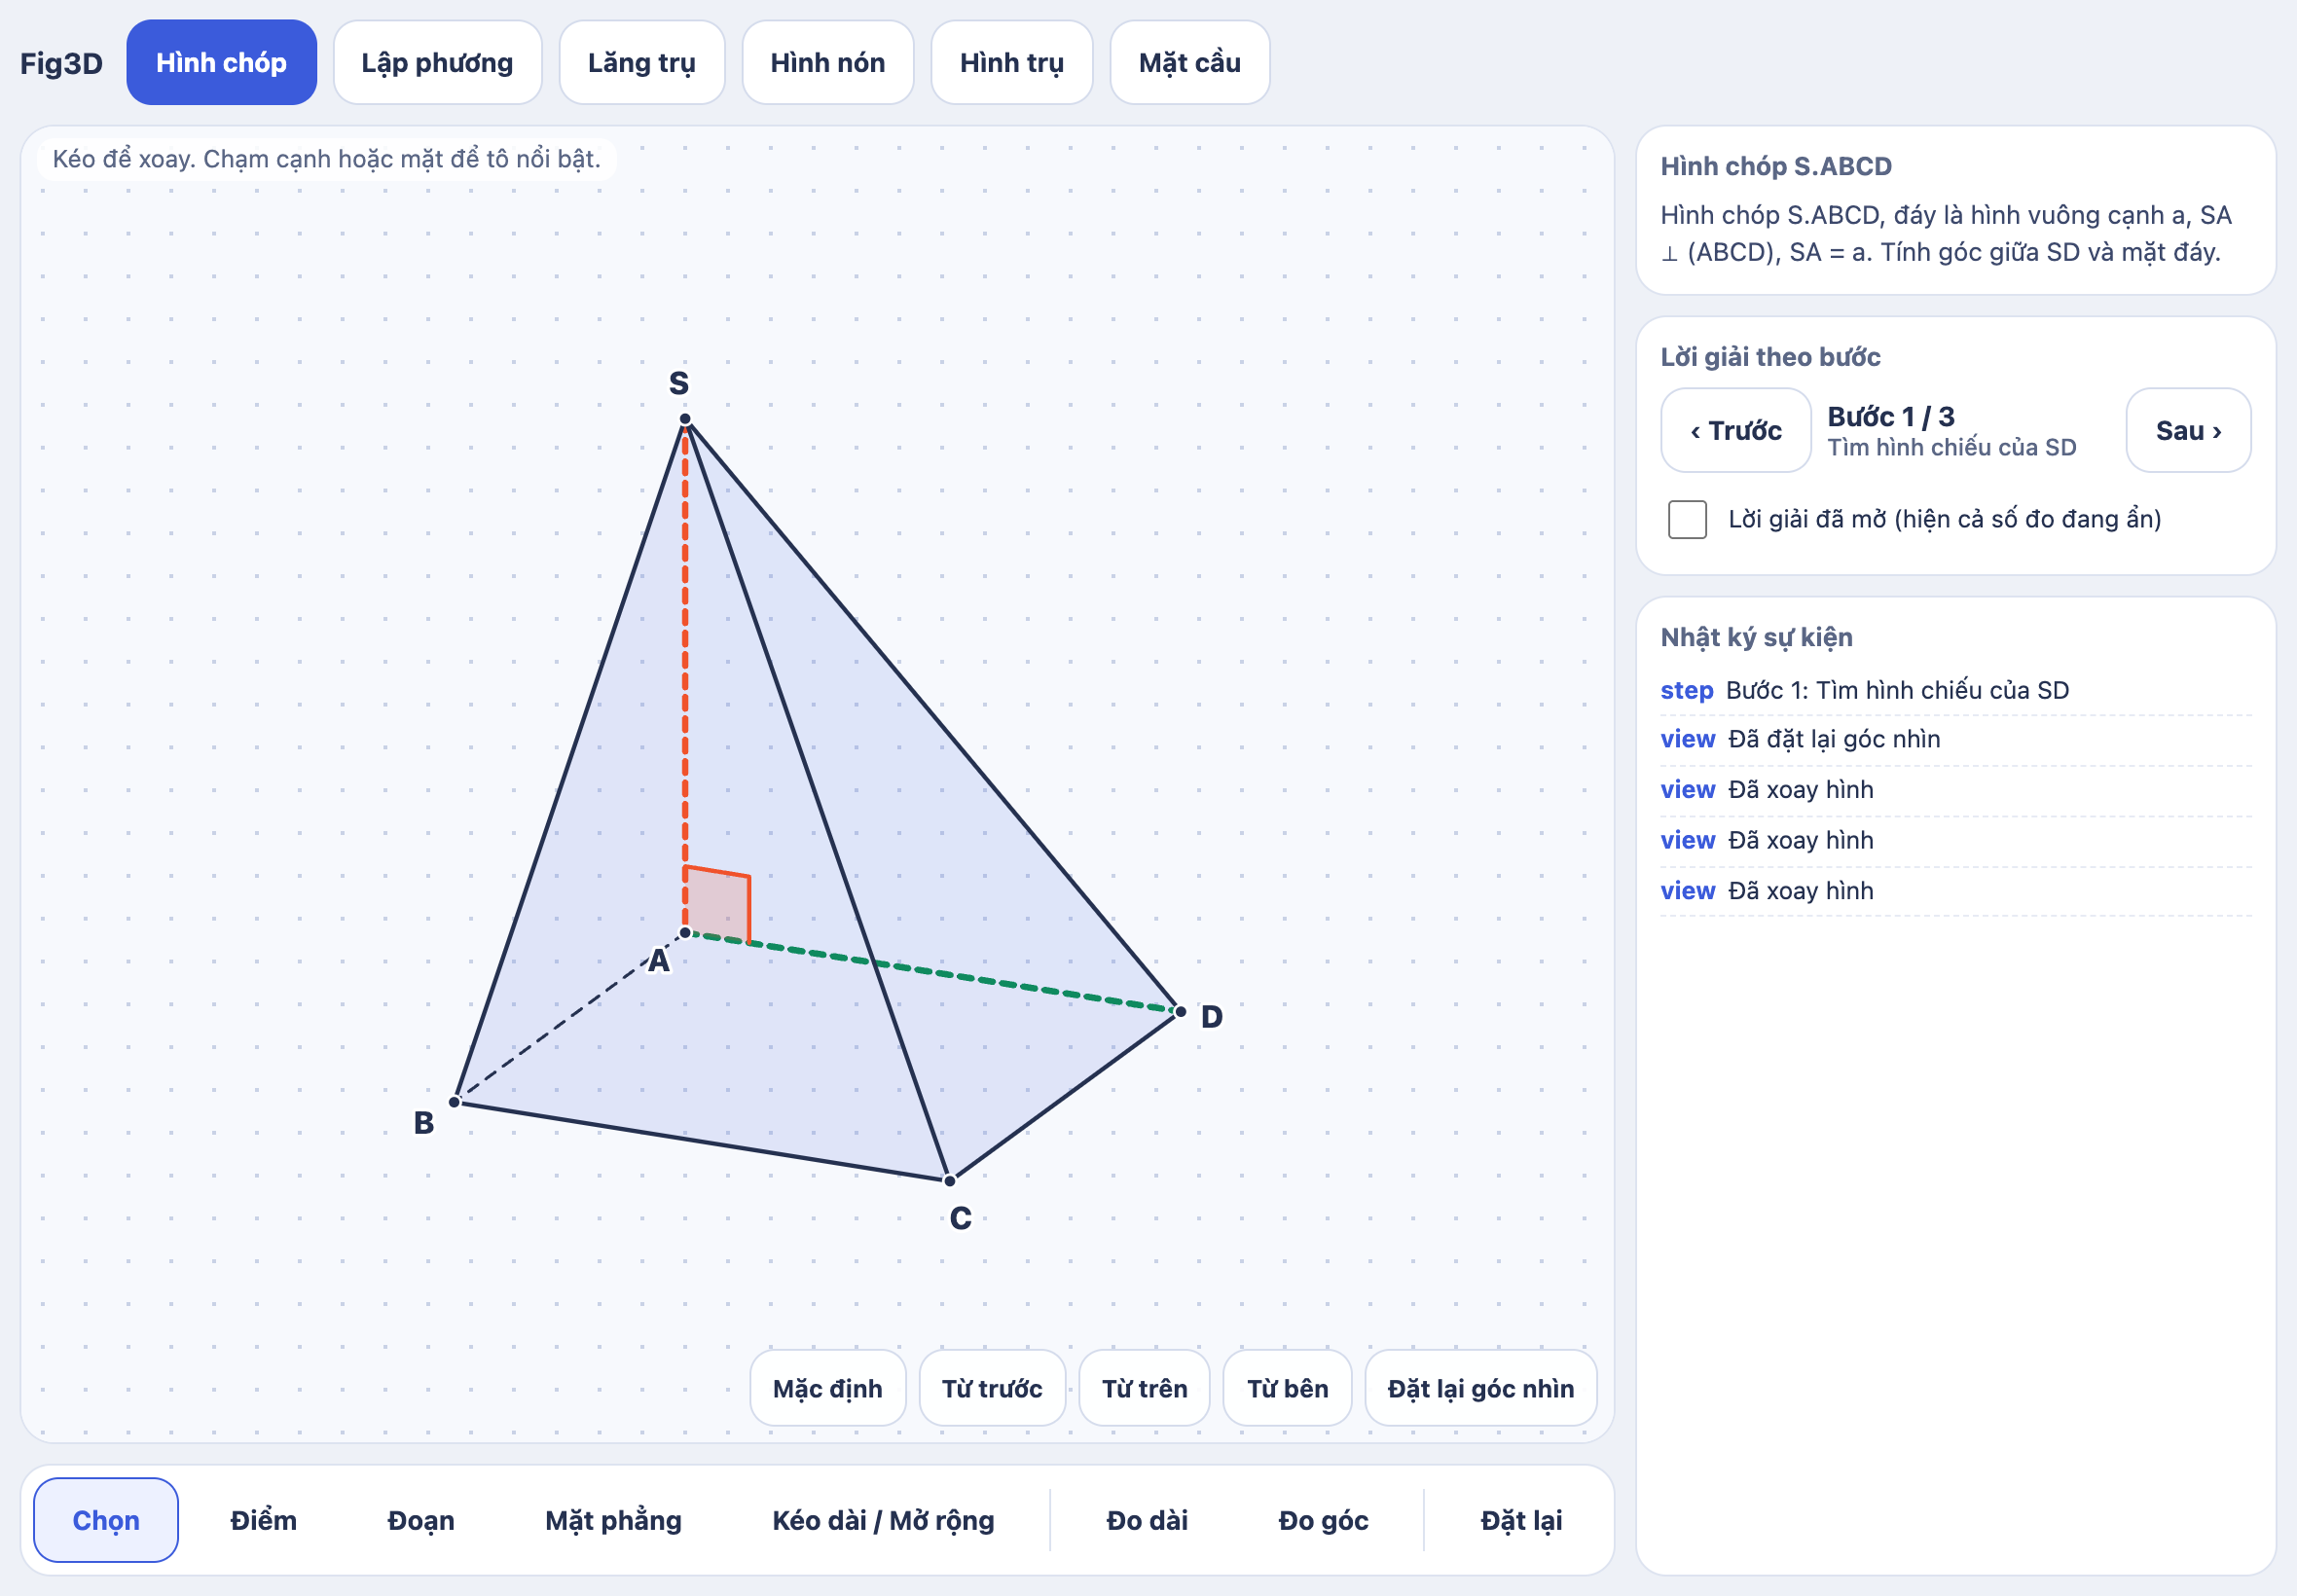 Fig3D
Hình chóp
Lập phương
Lăng trụ
Hình nón
Hình trụ
Mặt cầu
Kéo để xoay. Chạm cạnh hoặc mặt để tô nổi bật.
S
A
B
C
D
Mặc định
Từ trước
Từ trên
Từ bên
Đặt lại góc nhìn
Chọn
Điểm
Đoạn
Mặt phẳng
Kéo dài / Mở rộng
Đo dài
Đo góc
Đặt lại
Hình chóp S.ABCD
Hình chóp S.ABCD, đáy là hình vuông cạnh a, SA
⊥ (ABCD), SA = a. Tính góc giữa SD và mặt đáy.
Lời giải theo bước
‹ Trước
Bước 1 / 3
Tìm hình chiếu của SD
Sau ›
Lời giải đã mở (hiện cả số đo đang ẩn)
Nhật ký sự kiện
step Bước 1: Tìm hình chiếu của SD
view Đã đặt lại góc nhìn
view Đã xoay hình
view Đã xoay hình
view Đã xoay hình